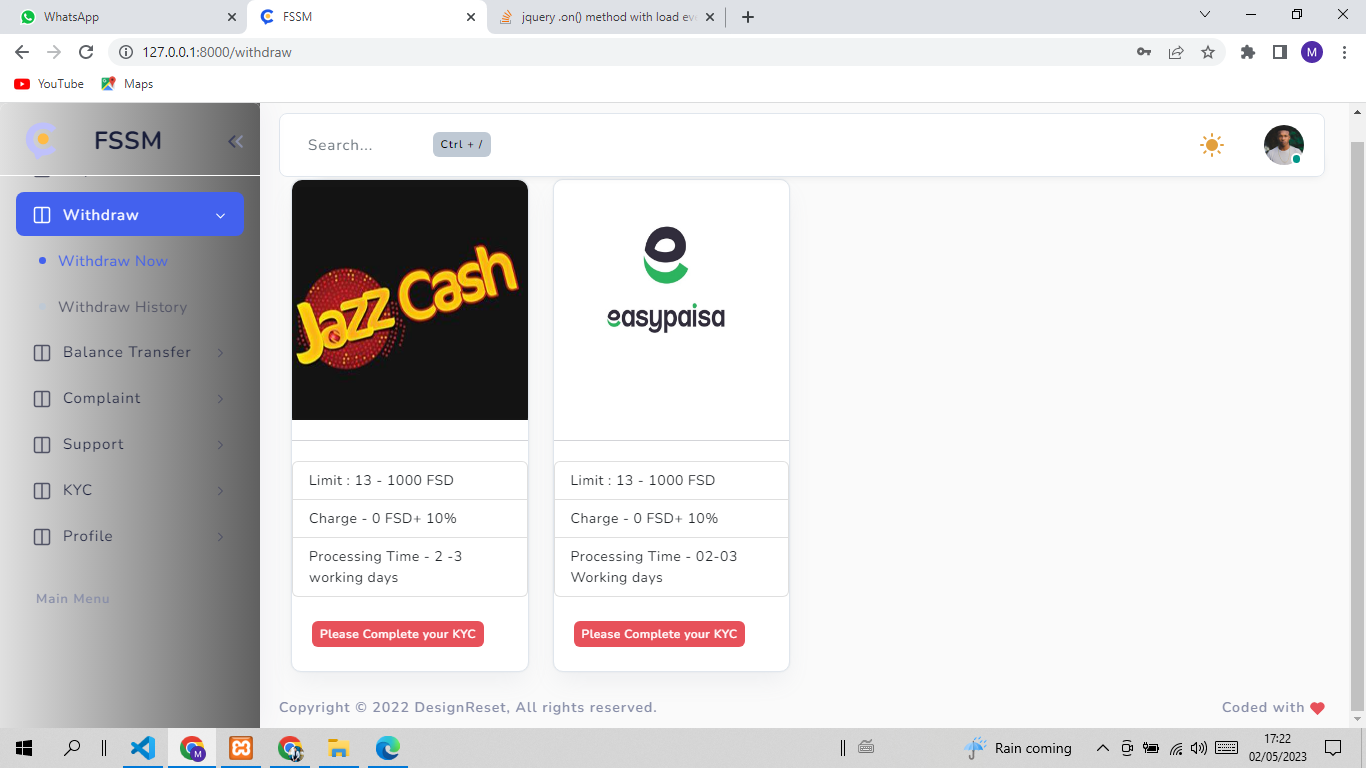 WhatsApp
FSSM
jquery .on() method with load eve
127.0.0.1:8000/withdraw
M
YouTube
Maps
FSSM
Search...
Ctrl + /
Withdraw
Withdraw Now
Withdraw History
Balance Transfer
Complaint
Support
KYC
Profile
Main Menu
Jazz Cash
Limit : 13 - 1000 FSD
Charge - 0 FSD+ 10%
Processing Time - 2 -3
working days
Please Complete your KYC
easypaisa
Limit : 13 - 1000 FSD
Charge - 0 FSD+ 10%
Processing Time - 02-03
Working days
Please Complete your KYC
Copyright © 2022 DesignReset, All rights reserved.
Coded with
M
Rain coming
17:22
02/05/2023